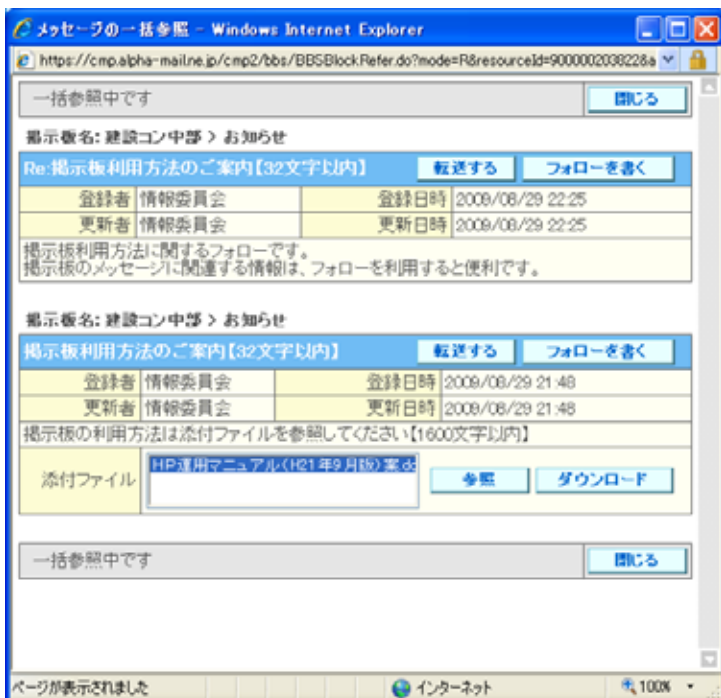 メッセージの一括参照 - Windows Internet Explorer
https://cmp.alpha-mail.ne.jp/cmp2/bbs/BBSBlockRefer.do?mode=R&resourceId=9000002038228&a
一括参照中です 閉じる
掲示板名: 建設コン中部 > お知らせ
Re:掲示板利用方法のご案内【32文字以内】 転送する フォローを書く
登録者 情報委員会 登録日時 2009/08/29 22:25
更新者 情報委員会 更新日時 2009/08/29 22:25
掲示板利用方法に関するフォローです。
掲示板のメッセージに関連する情報は、フォローを利用すると便利です。
掲示板名: 建設コン中部 > お知らせ
掲示板利用方法のご案内【32文字以内】 転送する フォローを書く
登録者 情報委員会 登録日時 2009/08/29 21:48
更新者 情報委員会 更新日時 2009/08/29 21:48
掲示板の利用方法は添付ファイルを参照してください【1600文字以内】
添付ファイル HP運用マニュアル(H21年9月版)案.dc 参照 ダウンロード
一括参照中です 閉じる
ページが表示されました インターネット 100%